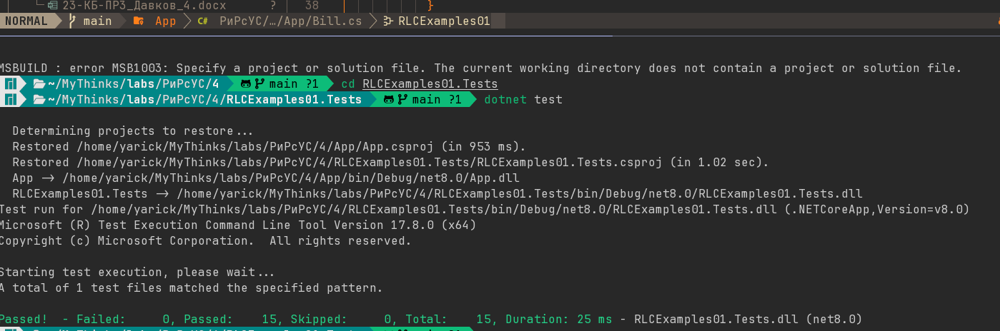 23-КБ-ПР3_Давков_4.docx ? 38 }
NORMAL main App C# РиРсУС/…/App/Bill.cs RLCExamples01
MSBUILD : error MSB1003: Specify a project or solution file. The current working directory does not contain a project or solution file.
~/MyThinks/labs/РиРсУС/4 main ?1 cd RLCExamples01.Tests
~/MyThinks/labs/РиРсУС/4/RLCExamples01.Tests main ?1 dotnet test
Determining projects to restore...
Restored /home/yarick/MyThinks/labs/РиРсУС/4/App/App.csproj (in 953 ms).
Restored /home/yarick/MyThinks/labs/РиРсУС/4/RLCExamples01.Tests/RLCExamples01.Tests.csproj (in 1.02 sec).
App -> /home/yarick/MyThinks/labs/РиРсУС/4/App/bin/Debug/net8.0/App.dll
RLCExamples01.Tests -> /home/yarick/MyThinks/labs/РиРсУС/4/RLCExamples01.Tests/bin/Debug/net8.0/RLCExamples01.Tests.dll
Test run for /home/yarick/MyThinks/labs/РиРсУС/4/RLCExamples01.Tests/bin/Debug/net8.0/RLCExamples01.Tests.dll (.NETCoreApp,Version=v8.0)
Microsoft (R) Test Execution Command Line Tool Version 17.8.0 (x64)
Copyright (c) Microsoft Corporation.  All rights reserved.
Starting test execution, please wait...
A total of 1 test files matched the specified pattern.
Passed!  - Failed:     0, Passed:    15, Skipped:     0, Total:    15, Duration: 25 ms - RLCExamples01.Tests.dll (net8.0)